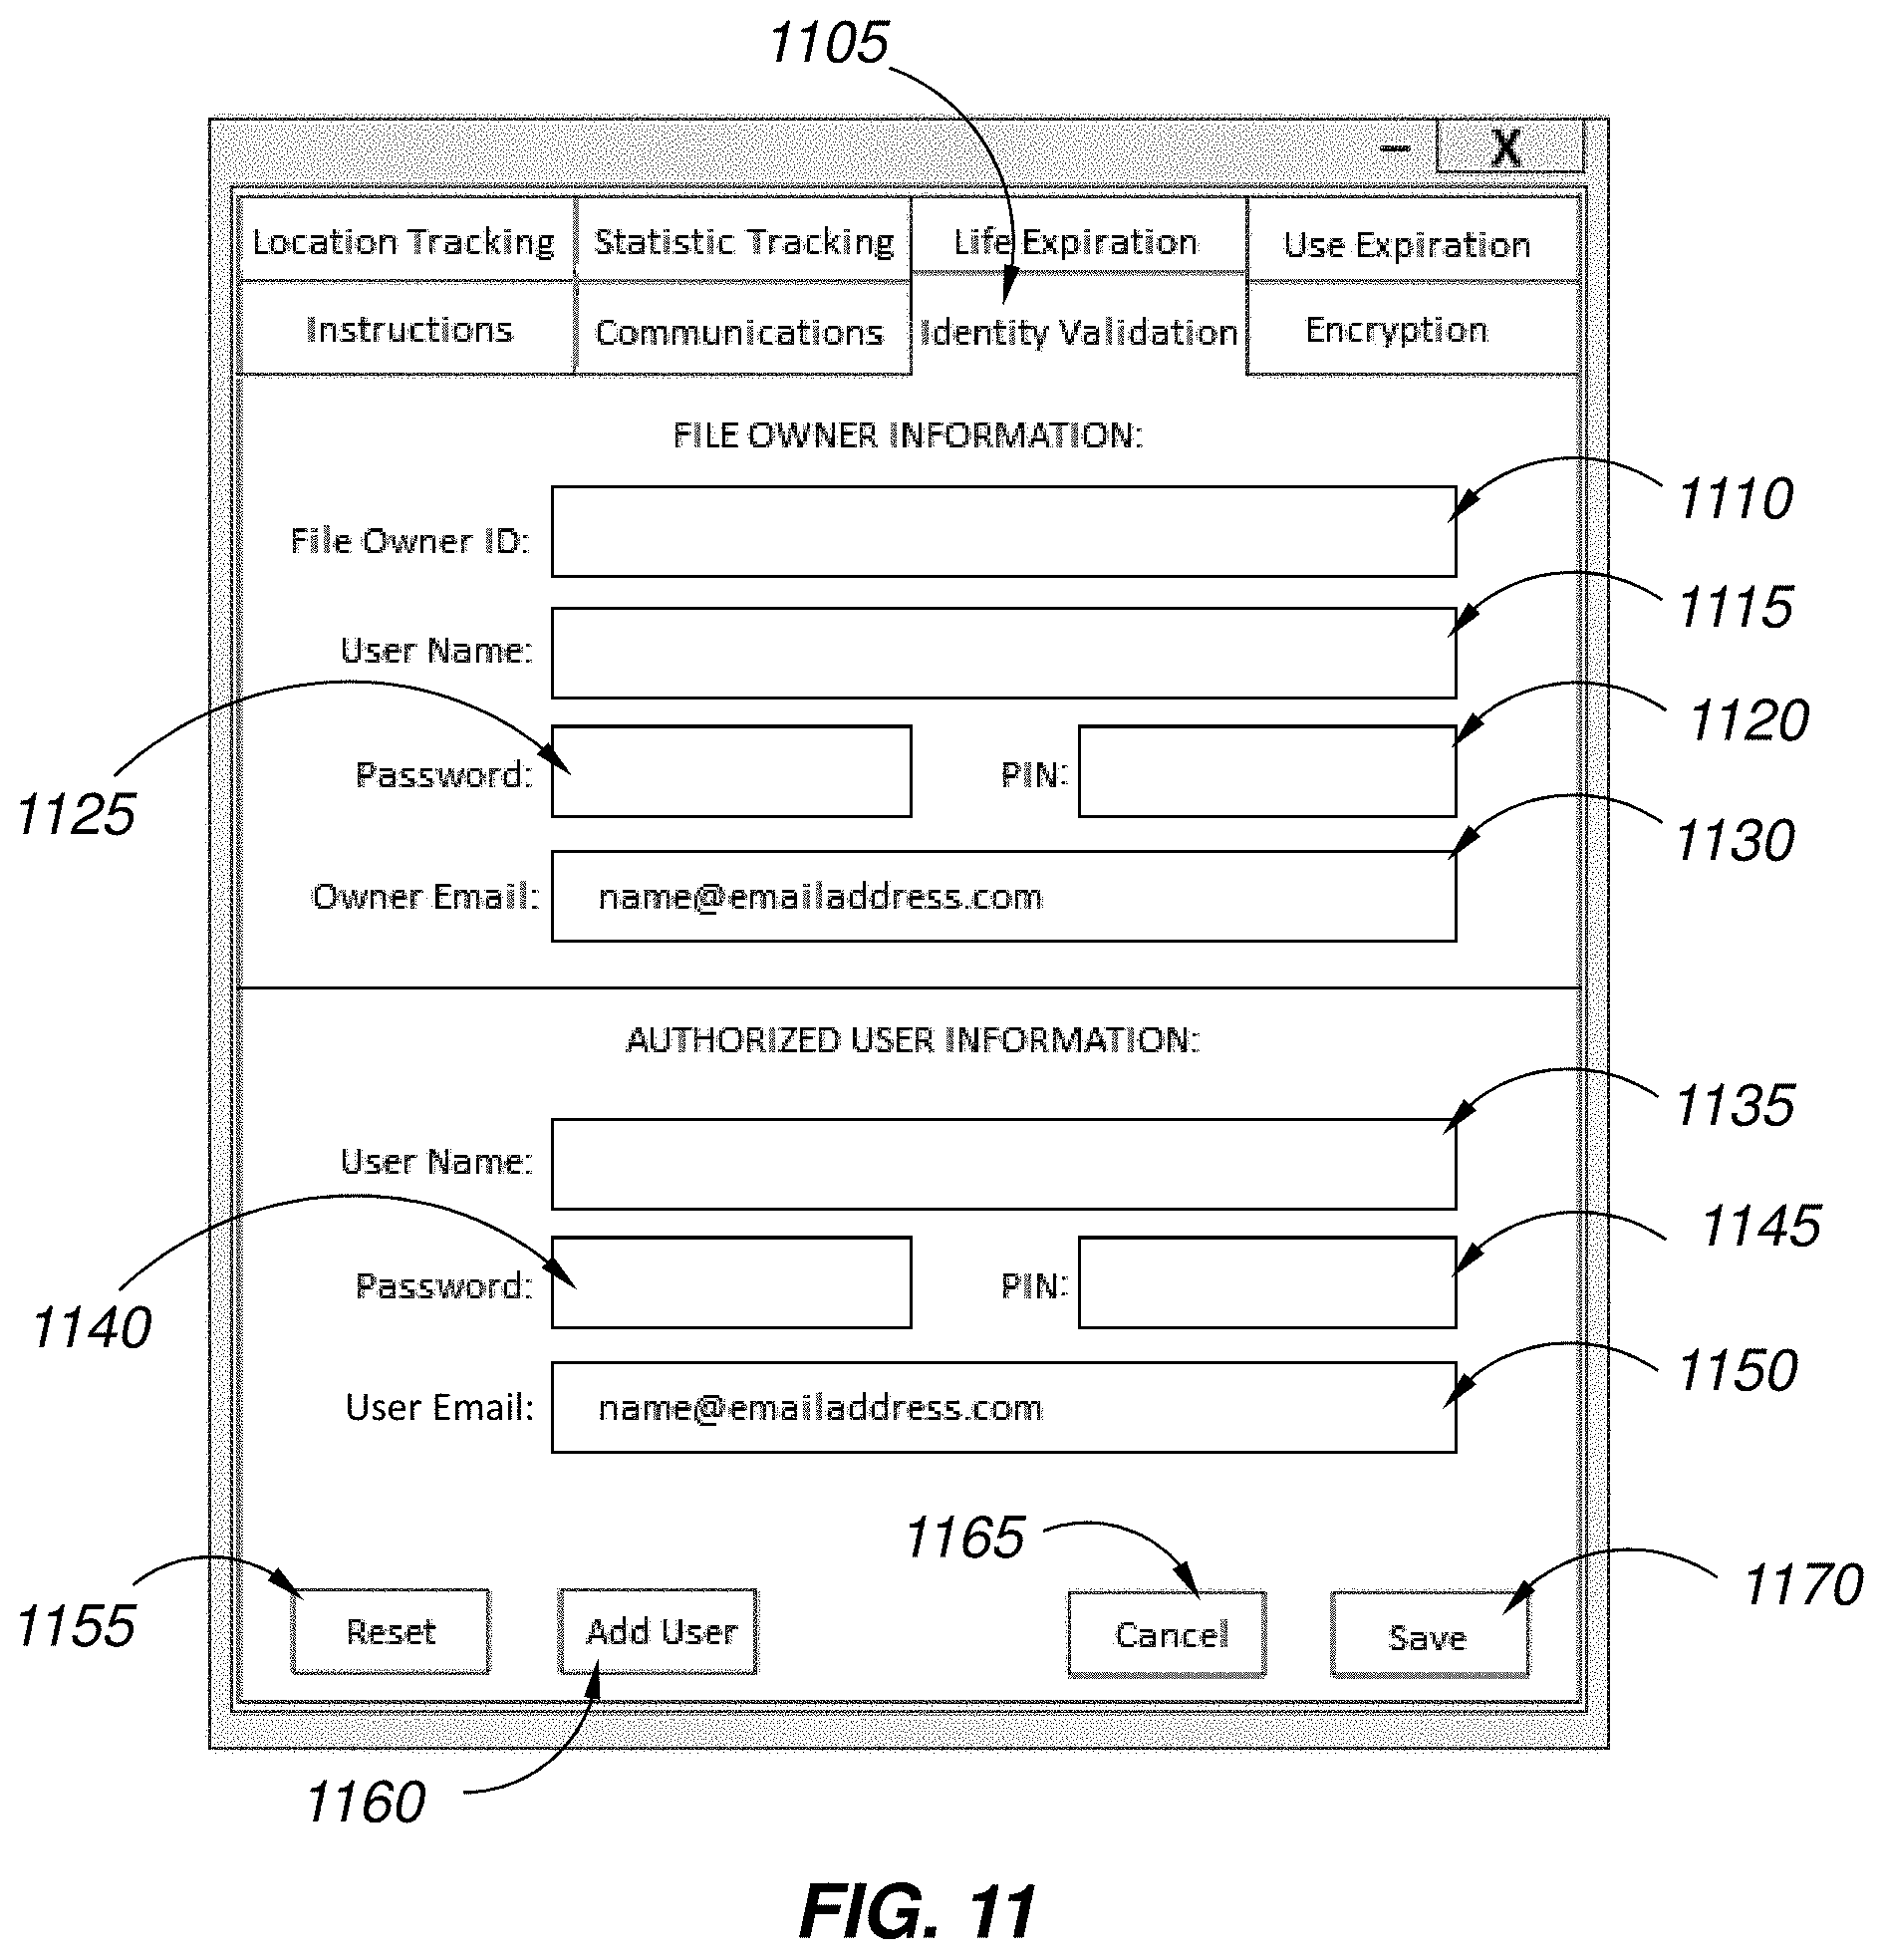 1105
– X
Location Tracking Statistic Tracking Life Expiration Use Expiration
Instructions Communications Identity Validation Encryption
FILE OWNER INFORMATION:
1110
File Owner ID:
1115
User Name:
1120
Password: PIN:
1125
1130
Owner Email: name@emailaddress.com
AUTHORIZED USER INFORMATION:
1135
User Name:
1145
Password: PIN:
1140
1150
User Email: name@emailaddress.com
1165
1170
1155
Reset Add User Cancel Save
1160
FIG. 11